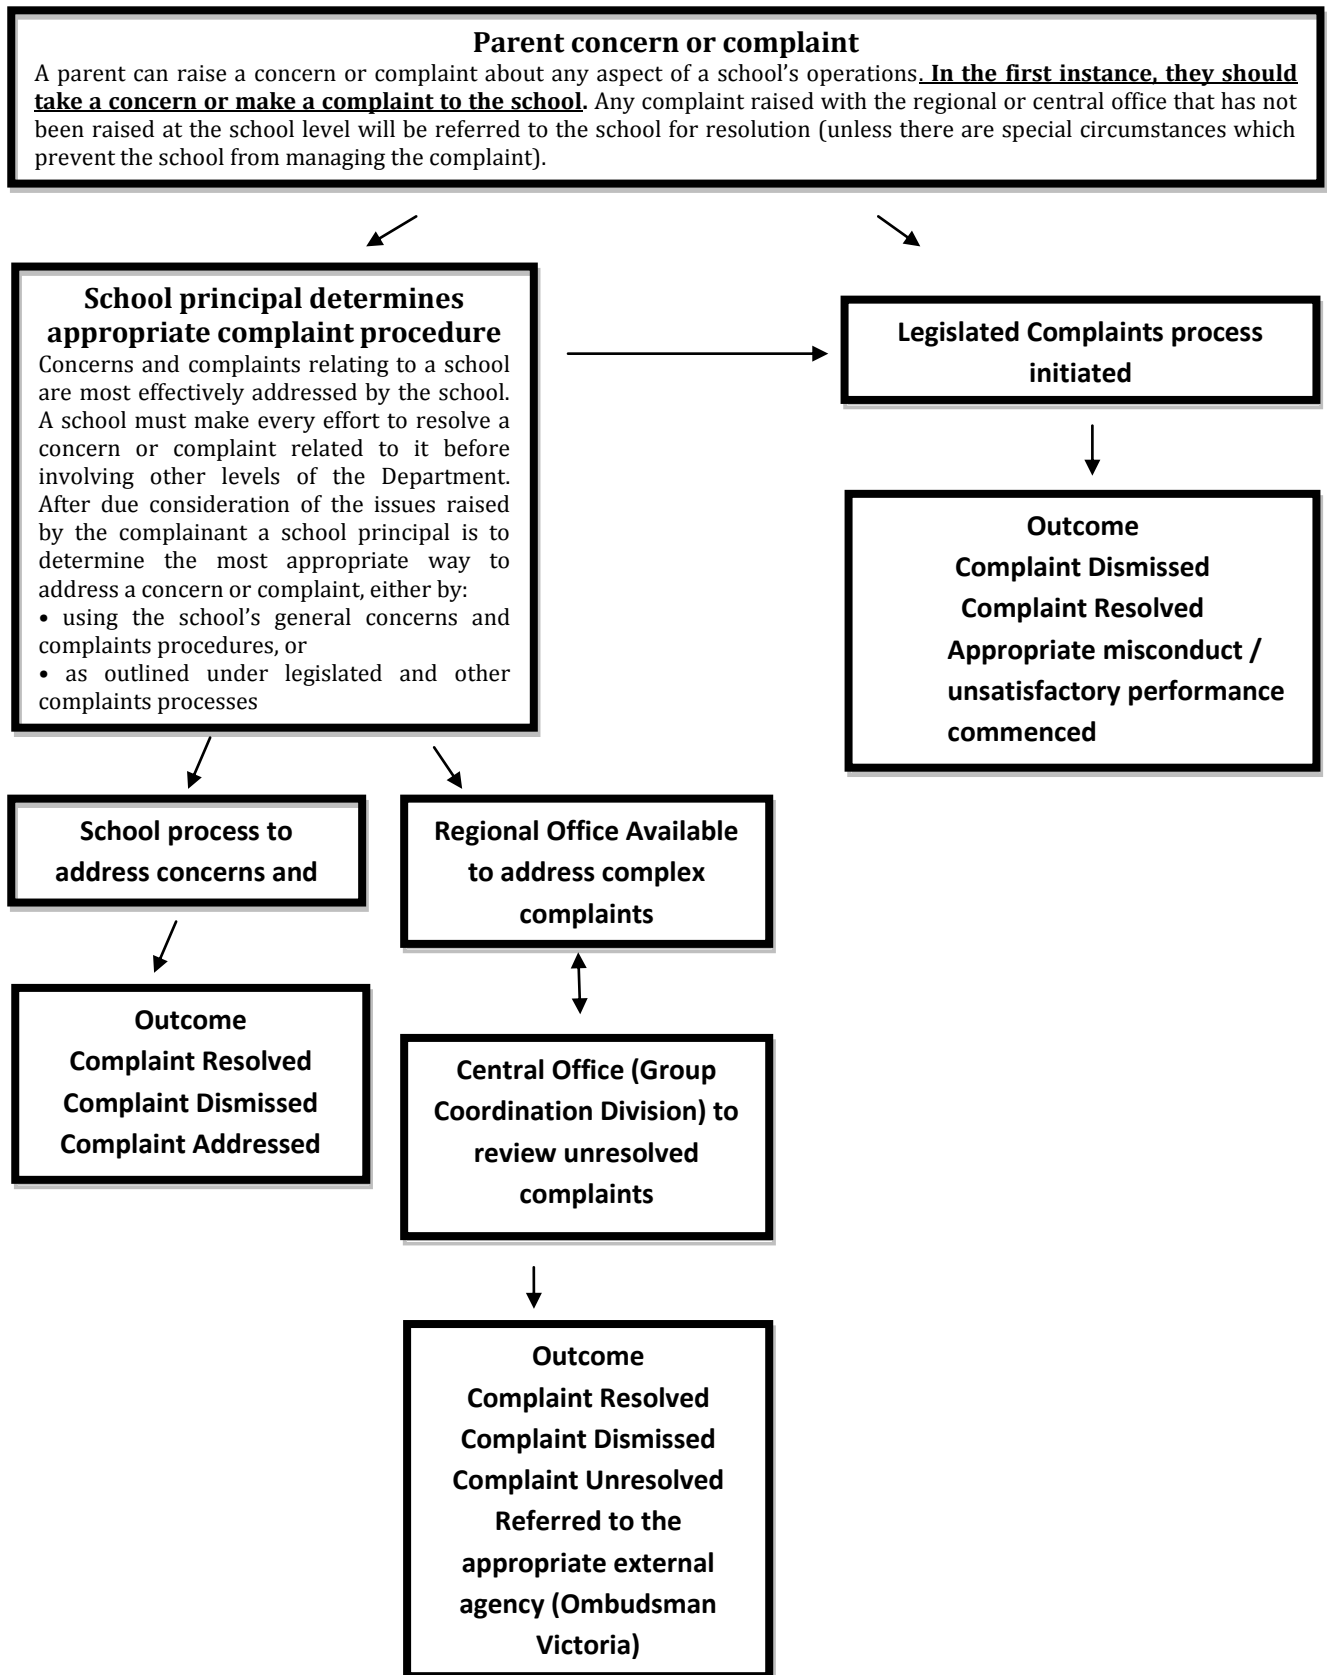 Parent concern or complaint
A parent can raise a concern or complaint about any aspect of a school's operations. In the first instance, they should
take a concern or make a complaint to the school. Any complaint raised with the regional or central office that has not
been raised at the school level will be referred to the school for resolution (unless there are special circumstances which
prevent the school from managing the complaint).
School principal determines
appropriate complaint procedure
Concerns and complaints relating to a school
are most effectively addressed by the school.
A school must make every effort to resolve a
concern or complaint related to it before
involving other levels of the Department.
After due consideration of the issues raised
by the complainant a school principal is to
determine the most appropriate way to
address a concern or complaint, either by:
• using the school's general concerns and
complaints procedures, or
• as outlined under legislated and other
complaints processes
Legislated Complaints process
initiated
Outcome
Complaint Dismissed
Complaint Resolved
Appropriate misconduct /
unsatisfactory performance
commenced
School process to
address concerns and
Regional Office Available
to address complex
complaints
Outcome
Complaint Resolved
Complaint Dismissed
Complaint Addressed
Central Office (Group
Coordination Division) to
review unresolved
complaints
Outcome
Complaint Resolved
Complaint Dismissed
Complaint Unresolved
Referred to the
appropriate external
agency (Ombudsman
Victoria)